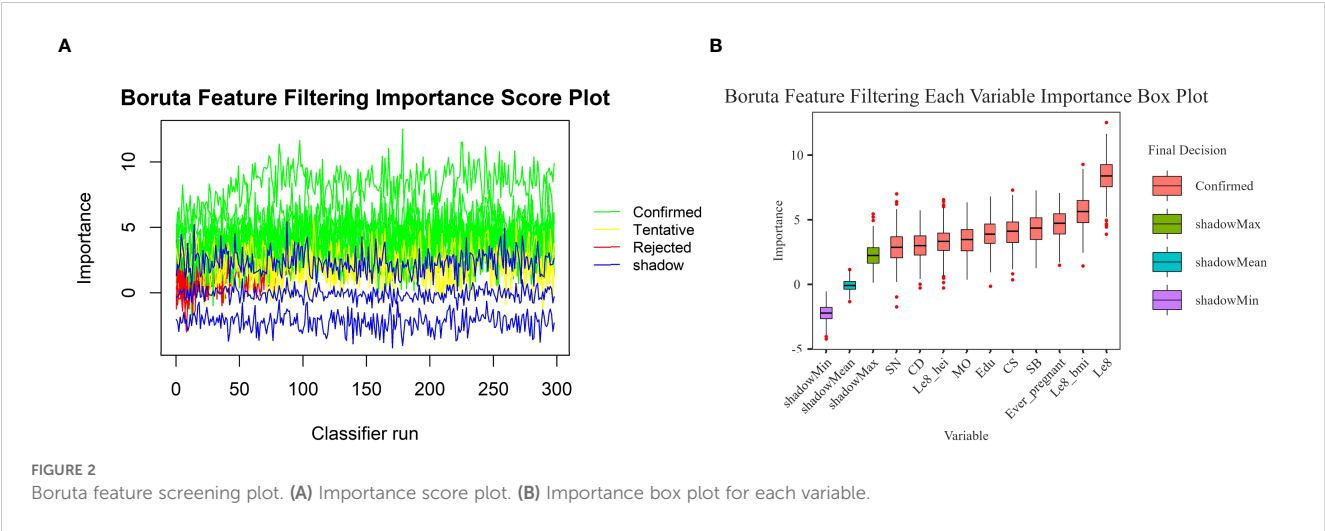 A
Boruta Feature Filtering Importance Score Plot
Importance
10
5
0
0 50 100 150 200 250 300
Classifier run
Confirmed
Tentative
Rejected
shadow
B
Boruta Feature Filtering Each Variable Importance Box Plot
Importance
10
5
0
-5
shadowMin
shadowMean
shadowMax
SN
CD
Le8_hei
MO
Edu
CS
SB
Ever_pregnant
Le8_bmi
Le8
Variable
Final Decision
Confirmed
shadowMax
shadowMean
shadowMin
FIGURE 2
Boruta feature screening plot. (A) Importance score plot. (B) Importance box plot for each variable.